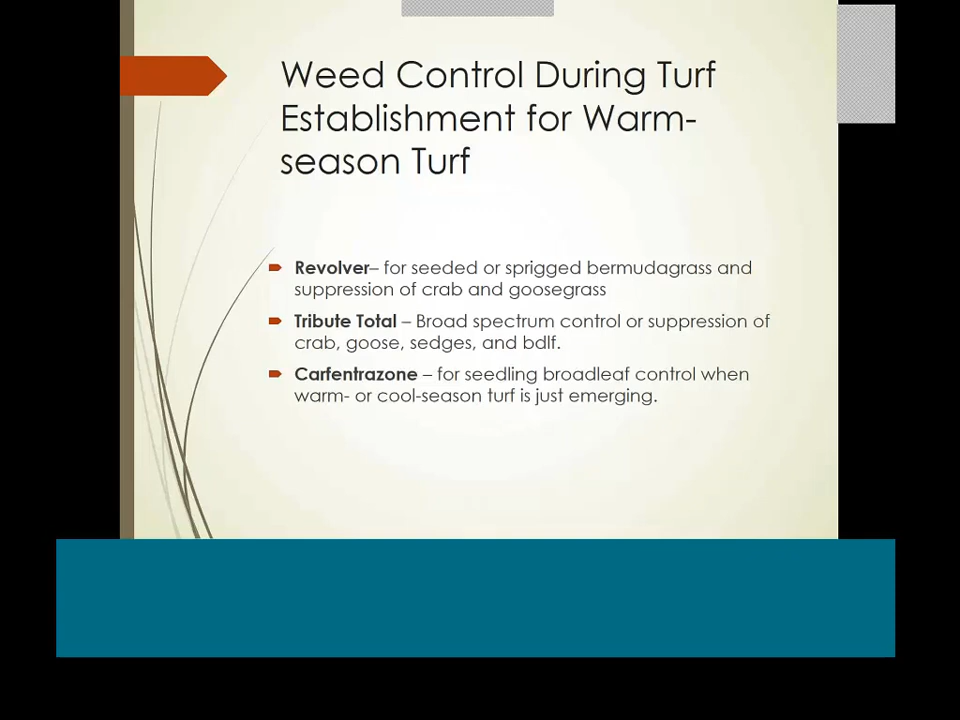 Weed Control During Turf
Establishment for Warm-
season Turf
Revolver– for seeded or sprigged bermudagrass and
suppression of crab and goosegrass
Tribute Total – Broad spectrum control or suppression of
crab, goose, sedges, and bdlf.
Carfentrazone – for seedling broadleaf control when
warm- or cool-season turf is just emerging.